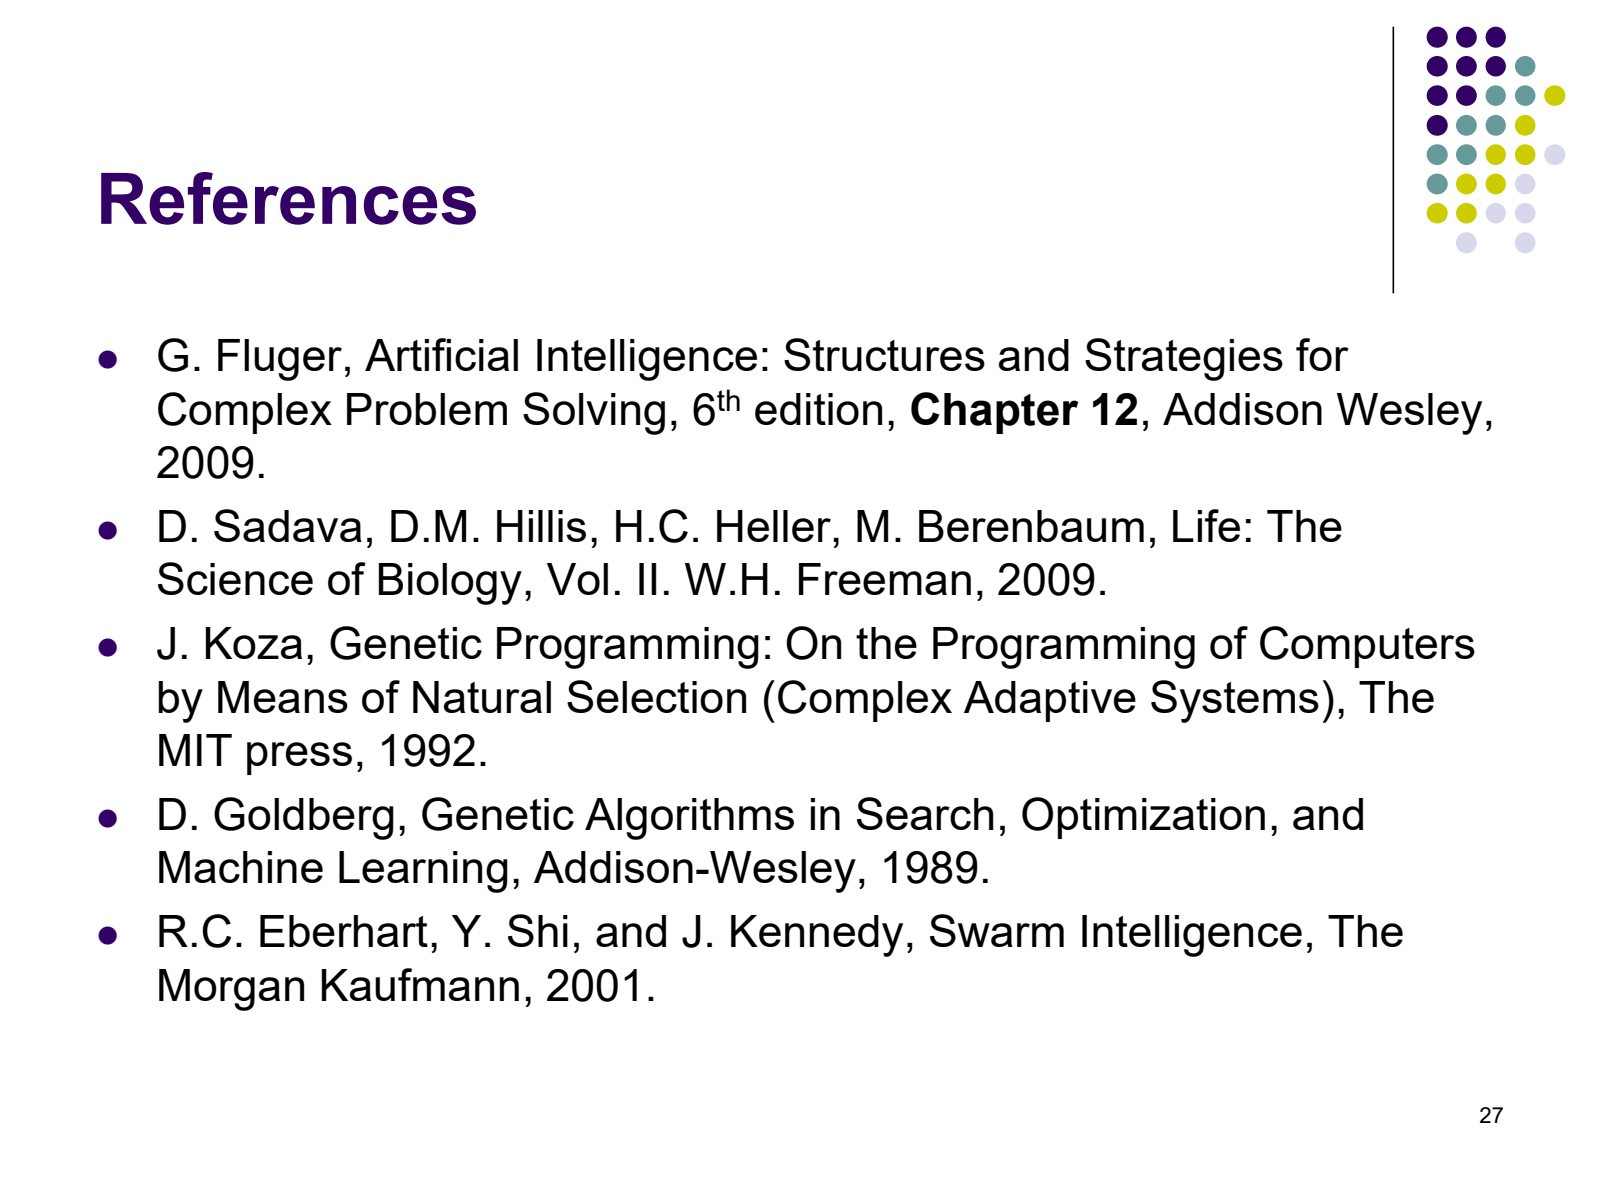 References
● G. Fluger, Artificial Intelligence: Structures and Strategies for
Complex Problem Solving, 6th edition, Chapter 12, Addison Wesley,
2009.
● D. Sadava, D.M. Hillis, H.C. Heller, M. Berenbaum, Life: The
Science of Biology, Vol. II. W.H. Freeman, 2009.
● J. Koza, Genetic Programming: On the Programming of Computers
by Means of Natural Selection (Complex Adaptive Systems), The
MIT press, 1992.
● D. Goldberg, Genetic Algorithms in Search, Optimization, and
Machine Learning, Addison-Wesley, 1989.
● R.C. Eberhart, Y. Shi, and J. Kennedy, Swarm Intelligence, The
Morgan Kaufmann, 2001.
27